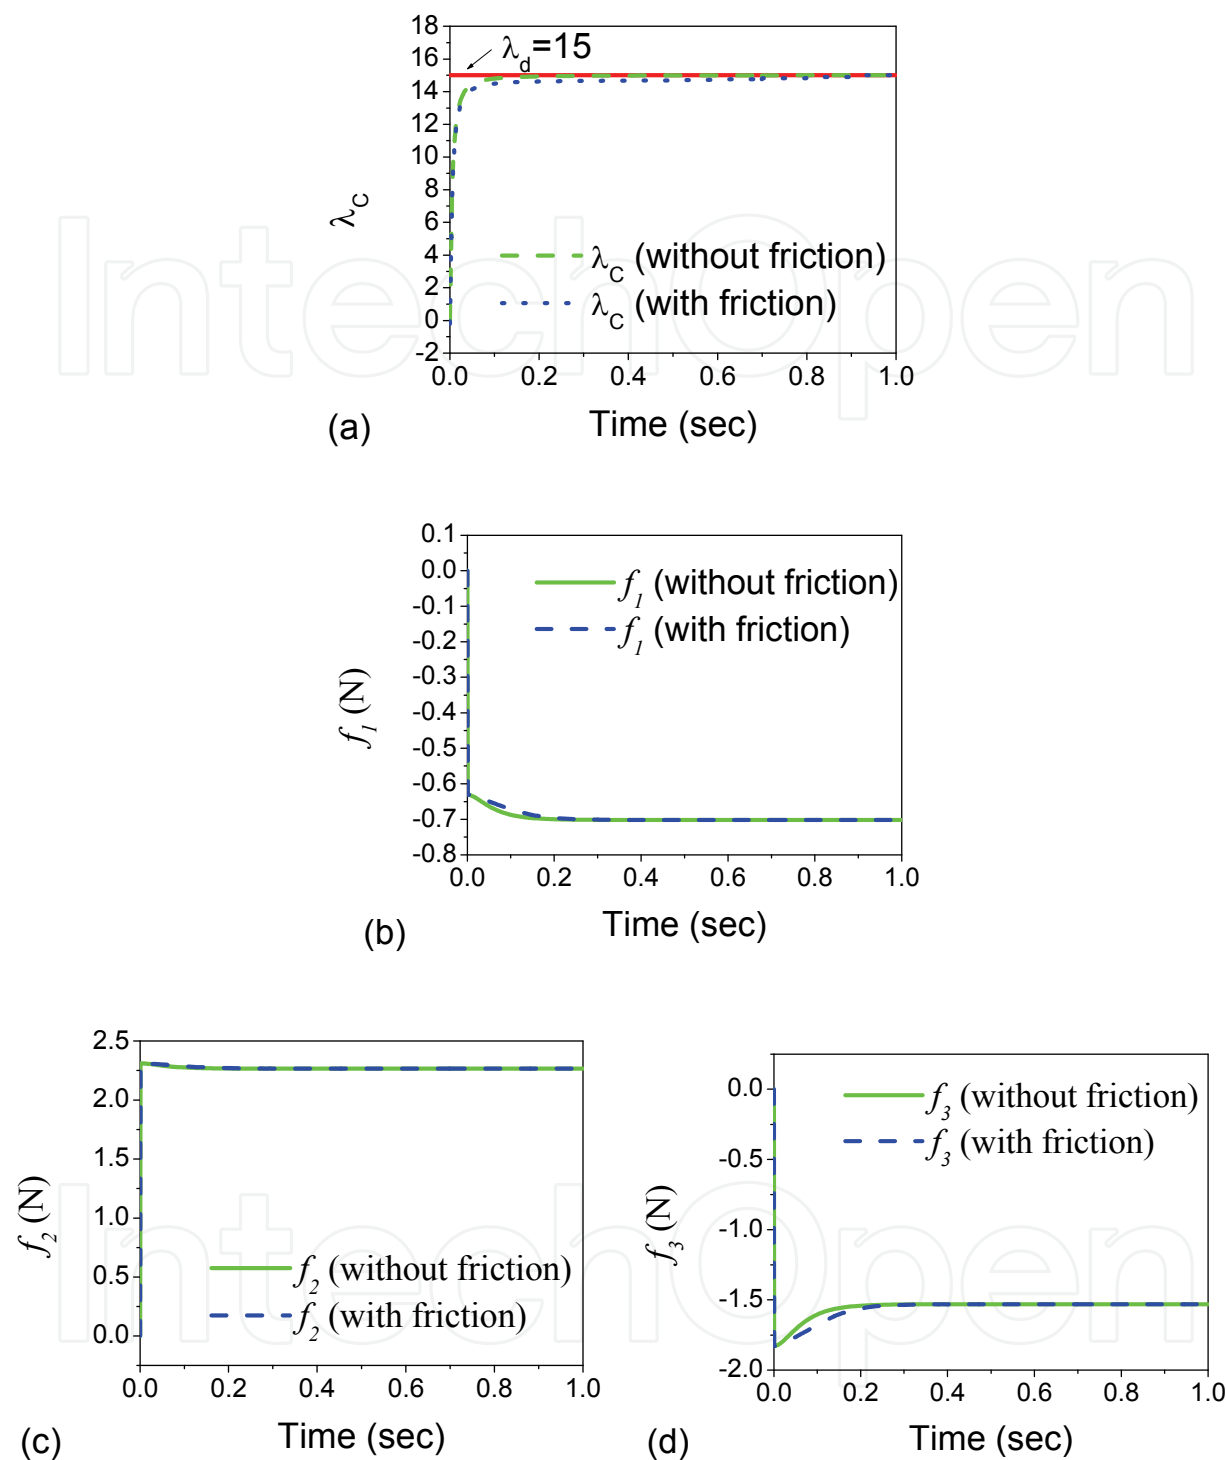 18
16
14
12
10
8
6
4
2
0
-2
λd=15
λC
λC (without friction)
λC (with friction)
0.0 0.2 0.4 0.6 0.8 1.0
Time (sec)
(a)
0.1
0.0
-0.1
-0.2
-0.3
-0.4
-0.5
-0.6
-0.7
-0.8
f1 (N)
f1 (without friction)
f1 (with friction)
0.0 0.2 0.4 0.6 0.8 1.0
Time (sec)
(b)
2.5
2.0
1.5
1.0
0.5
0.0
f2 (N)
f2 (without friction)
f2 (with friction)
0.0 0.2 0.4 0.6 0.8 1.0
Time (sec)
(c)
0.0
-0.5
-1.0
-1.5
-2.0
f3 (N)
f3 (without friction)
f3 (with friction)
0.0 0.2 0.4 0.6 0.8 1.0
Time (sec)
(d)
IntechOpen
IntechOpen